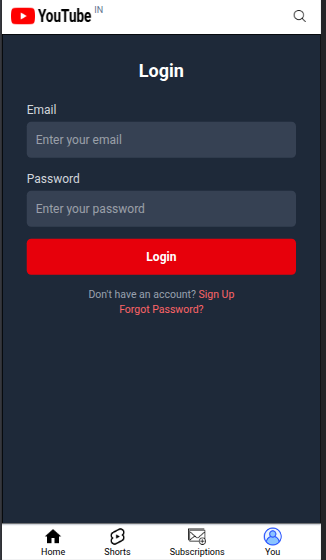 YouTube IN
Login
Email
Enter your email
Password
Enter your password
Login
Don't have an account? Sign Up
Forgot Password?
Home Shorts Subscriptions You